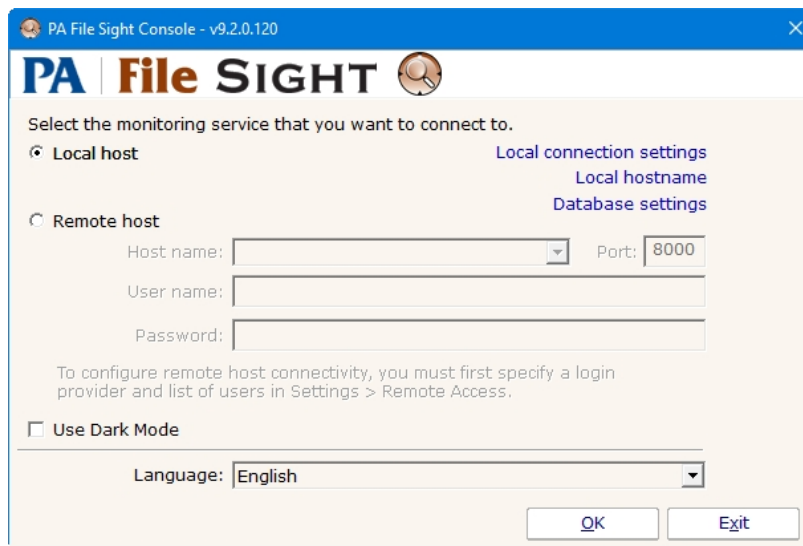 PA File Sight Console - v9.2.0.120
PA File SIGHT
Select the monitoring service that you want to connect to.
Local host
Local connection settings
Local hostname
Database settings
Remote host
Host name:
Port: 8000
User name:
Password:
To configure remote host connectivity, you must first specify a login
provider and list of users in Settings > Remote Access.
Use Dark Mode
Language: English
OK
Exit